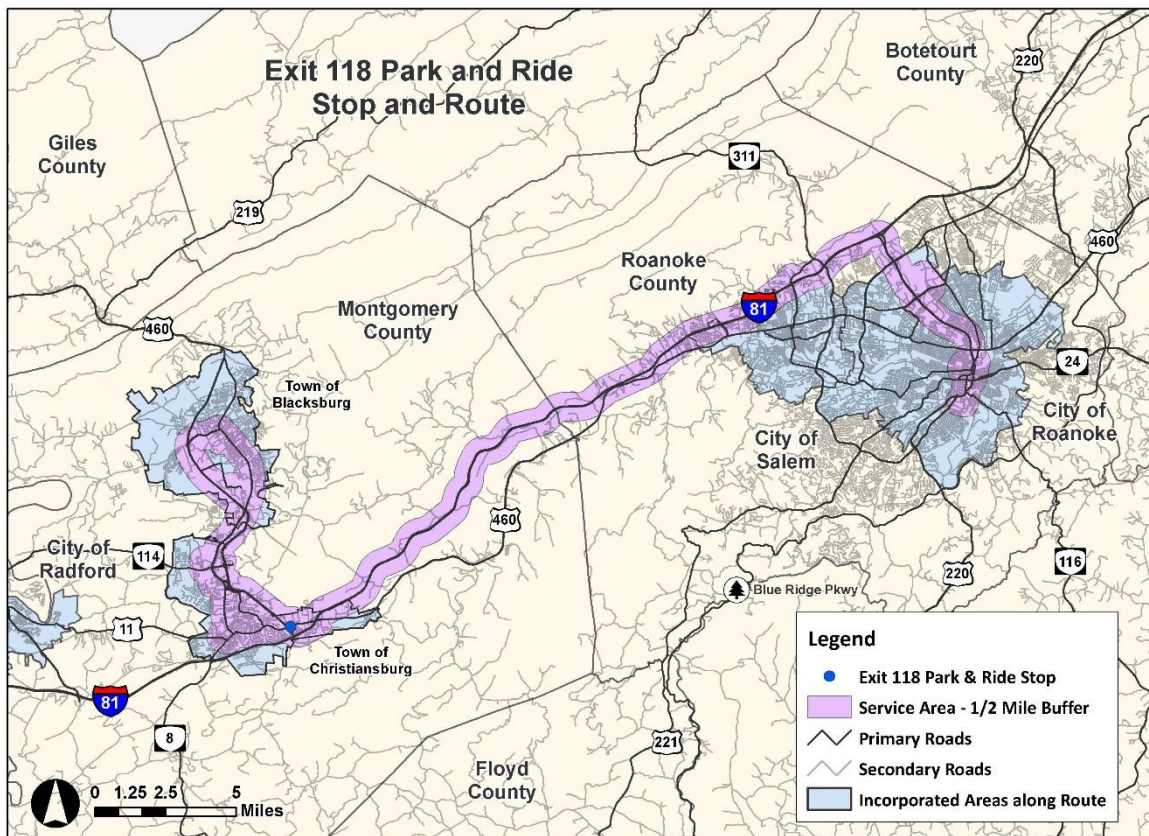 Exit 118 Park and Ride
Stop and Route
Botetourt
County
220
Giles
County
311
219
460
Roanoke
County
81
Montgomery
County
460
24
Town of
Blacksburg
City of
Roanoke
City of
Salem
460
City of
Radford
114
116
220
Blue Ridge Pkwy
11
Town of
Christiansburg
81
8
221
Floyd
County
0 1.25 2.5 5
Miles
Legend
Exit 118 Park & Ride Stop
Service Area - 1/2 Mile Buffer
Primary Roads
Secondary Roads
Incorporated Areas along Route